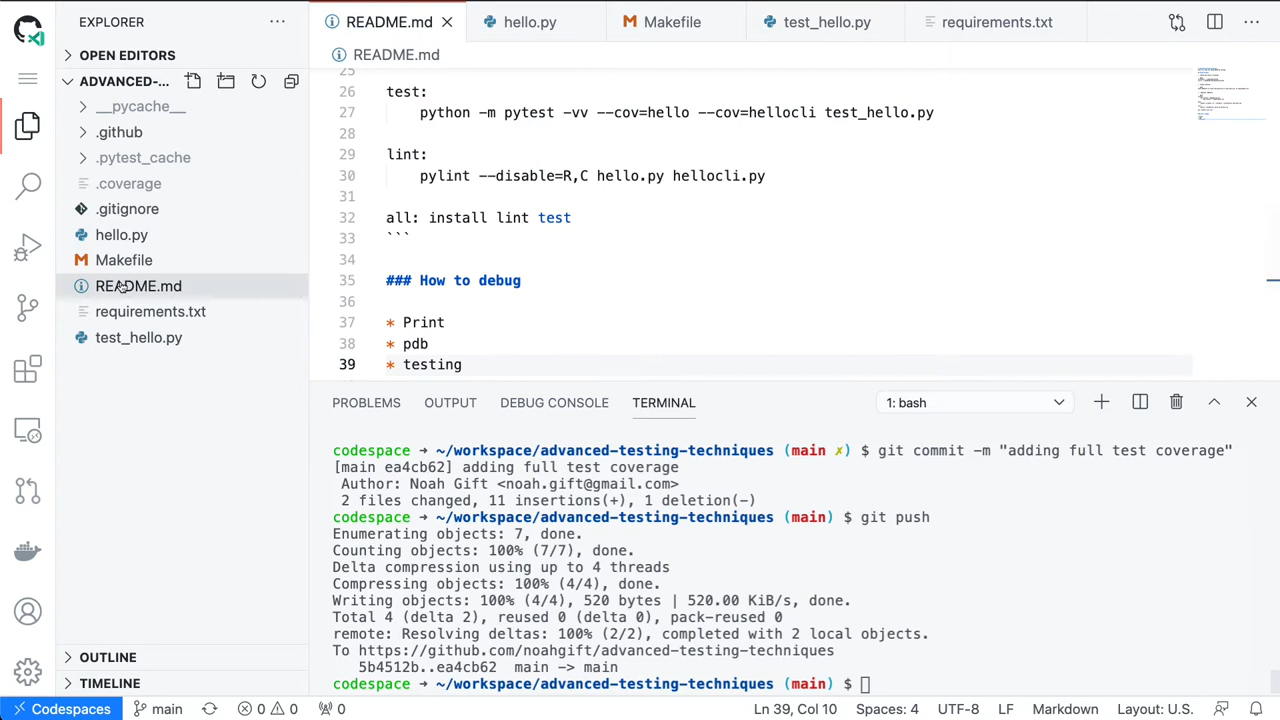 EXPLORER
README.md
hello.py
Makefile
test_hello.py
requirements.txt
OPEN EDITORS
ADVANCED-...
README.md
__pycache__
.github
.pytest_cache
.coverage
.gitignore
hello.py
Makefile
README.md
requirements.txt
test_hello.py
OUTLINE
TIMELINE
25
26 test:
27 python -m pytest -vv --cov=hello --cov=hellocli test_hello.py
28
29 lint:
30 pylint --disable=R,C hello.py hellocli.py
31
32 all: install lint test
33 ```
34
35 ### How to debug
36
37 * Print
38 * pdb
39 * testing
PROBLEMS OUTPUT DEBUG CONSOLE TERMINAL 1: bash
codespace → ~/workspace/advanced-testing-techniques (main ✗) $ git commit -m "adding full test coverage"
[main ea4cb62] adding full test coverage
Author: Noah Gift <noah.gift@gmail.com>
2 files changed, 11 insertions(+), 1 deletion(-)
codespace → ~/workspace/advanced-testing-techniques (main) $ git push
Enumerating objects: 7, done.
Counting objects: 100% (7/7), done.
Delta compression using up to 4 threads
Compressing objects: 100% (4/4), done.
Writing objects: 100% (4/4), 520 bytes | 520.00 KiB/s, done.
Total 4 (delta 2), reused 0 (delta 0), pack-reused 0
remote: Resolving deltas: 100% (2/2), completed with 2 local objects.
To https://github.com/noahgift/advanced-testing-techniques
5b4512b..ea4cb62 main -> main
codespace → ~/workspace/advanced-testing-techniques (main) $
Codespaces main 0 0 0 Ln 39, Col 10 Spaces: 4 UTF-8 LF Markdown Layout: U.S.